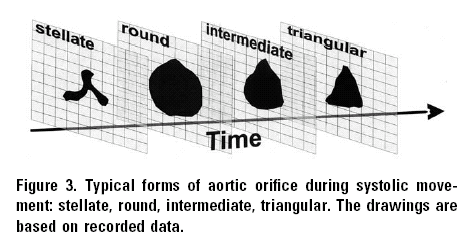 stellate
round
intermediate
triangular
Time
Figure 3. Typical forms of aortic orifice during systolic move-
ment: stellate, round, intermediate, triangular. The drawings are
based on recorded data.